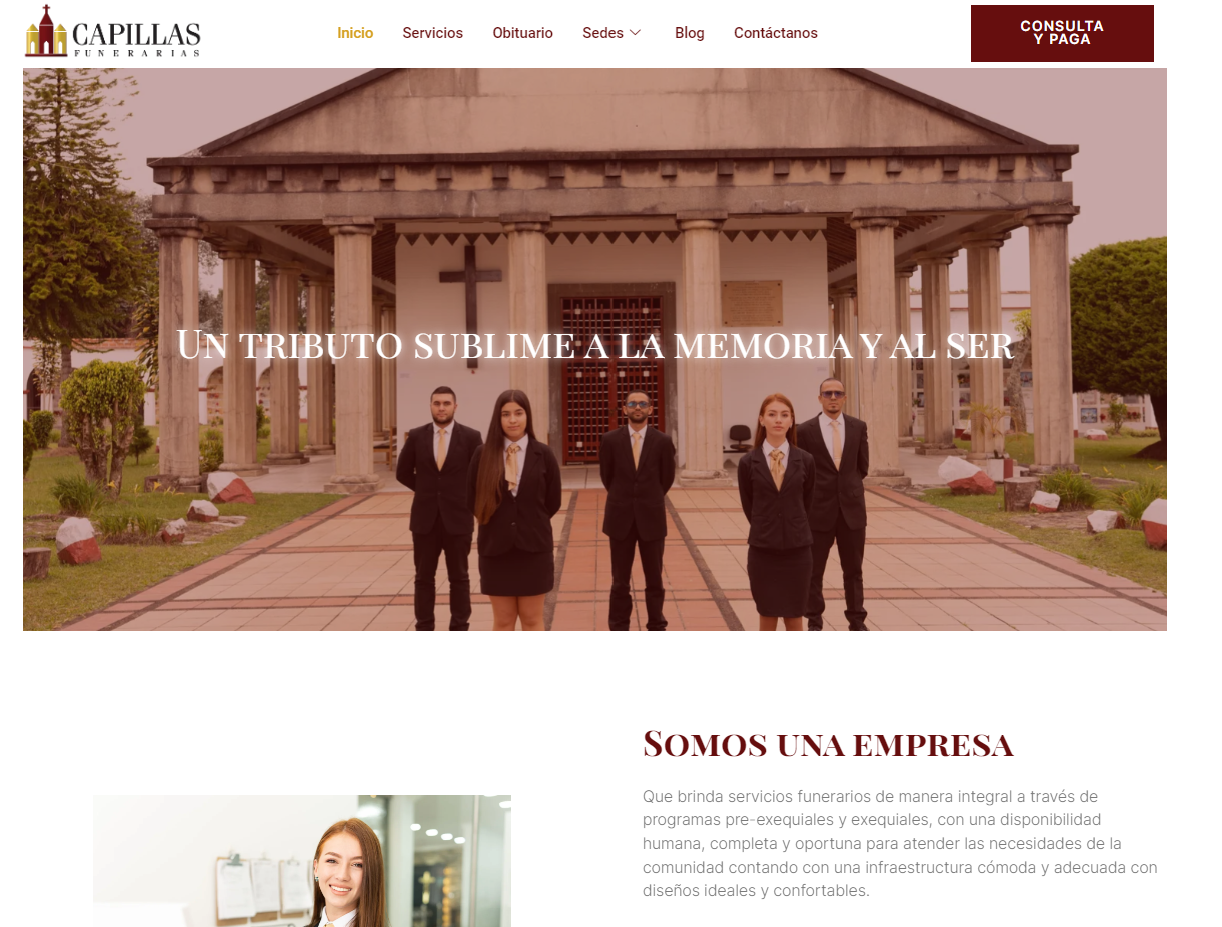 CAPILLAS
FUNERARIAS
Inicio
Servicios
Obituario
Sedes
Blog
Contáctanos
CONSULTA
Y PAGA
Un tributo sublime a la memoria y al ser
Somos una empresa
Que brinda servicios funerarios de manera integral a través de
programas pre-exequiales y exequiales, con una disponibilidad
humana, completa y oportuna para atender las necesidades de la
comunidad contando con una infraestructura cómoda y adecuada con
diseños ideales y confortables.